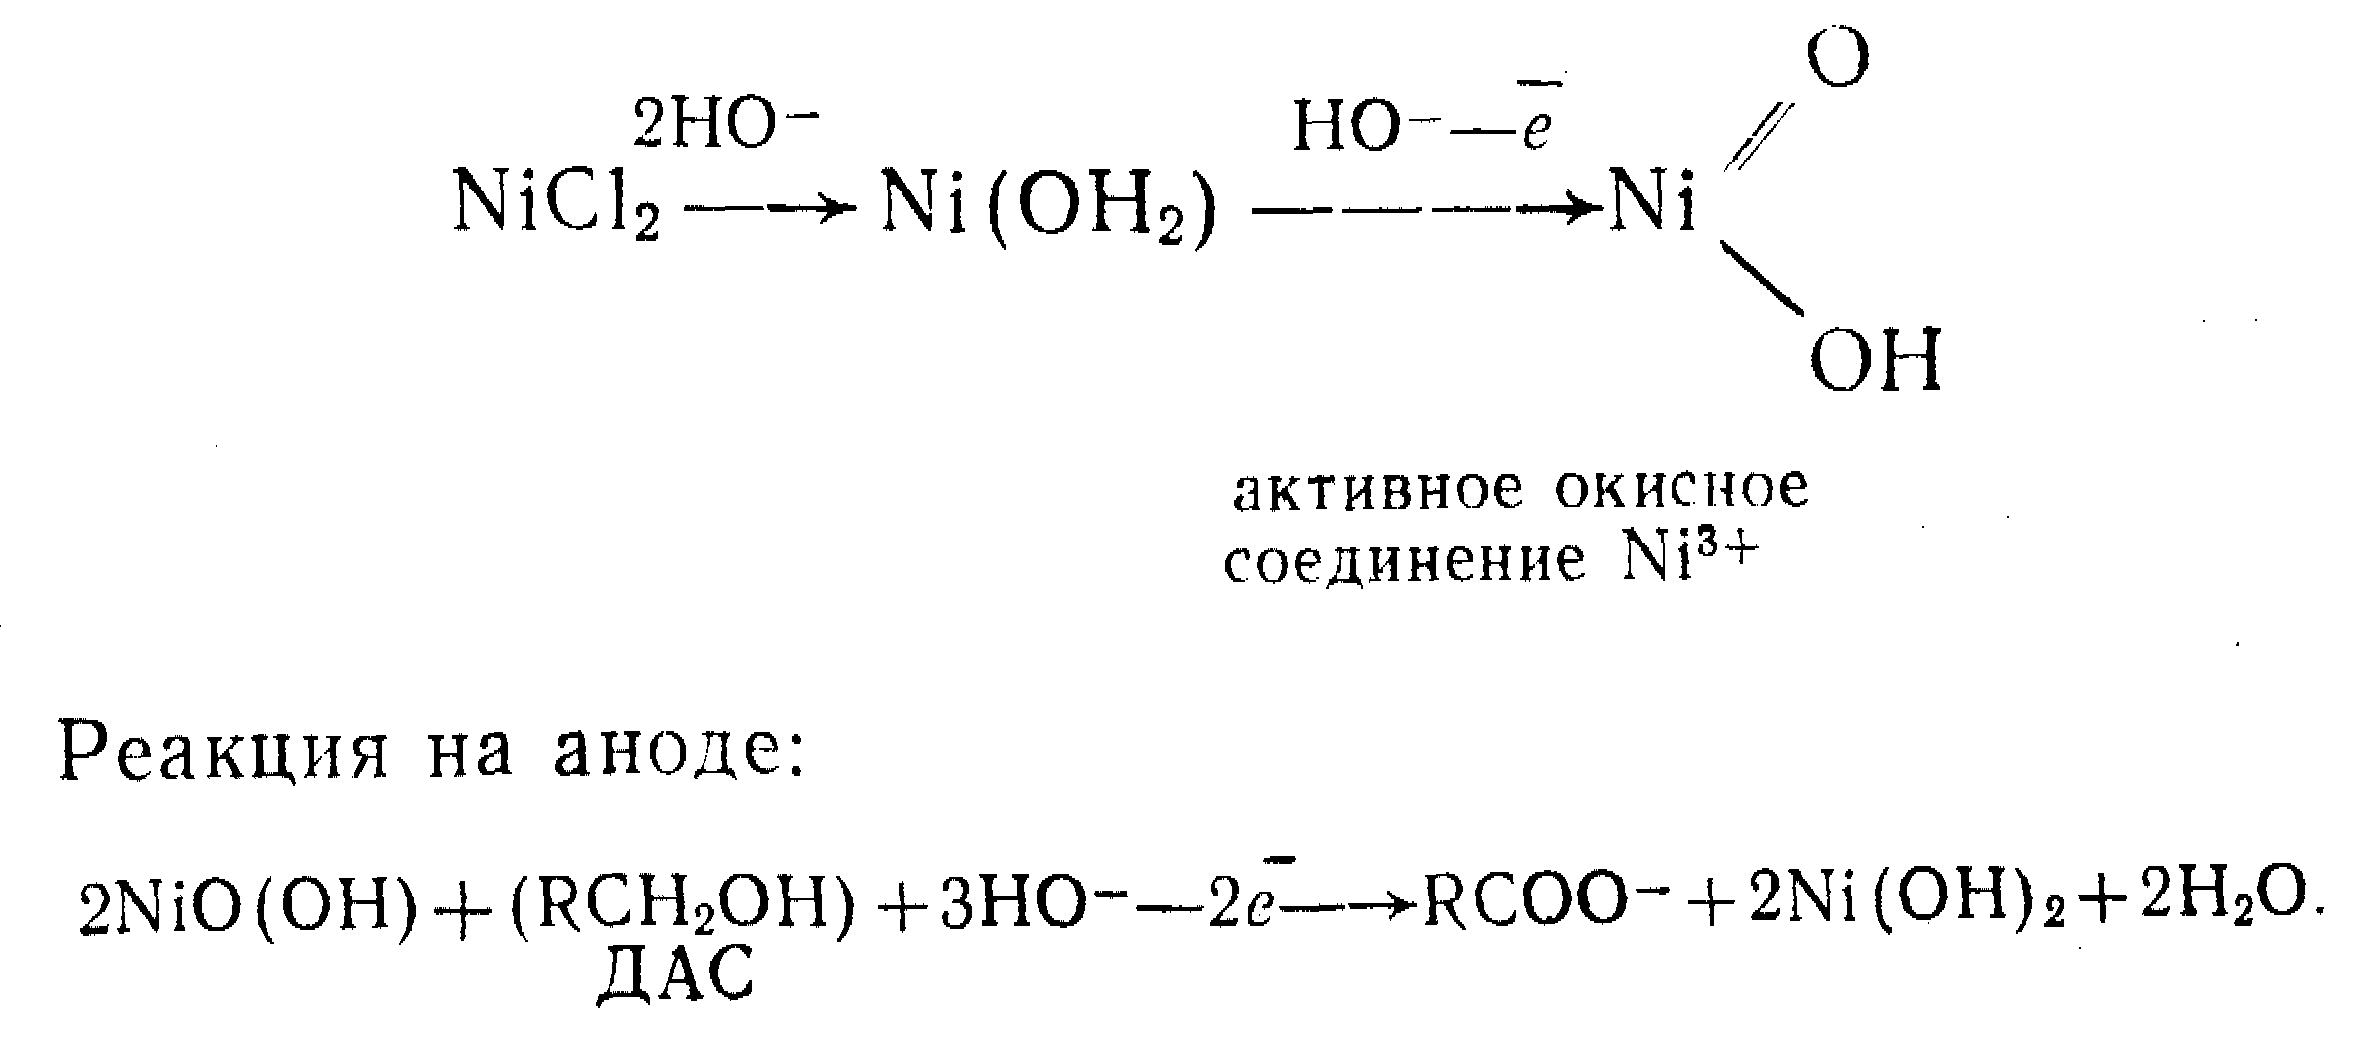 O
2HO⁻ HO⁻—e̅
NiCl₂ —→ Ni(OH₂) – – –→ Ni
OH
активное окисное
соединение Ni³⁺
Реакция на аноде:
2NiO(OH)+(RCH₂OH)+3HO⁻—2e̅—→RCOO⁻+2Ni(OH)₂+2H₂O.
ДАС